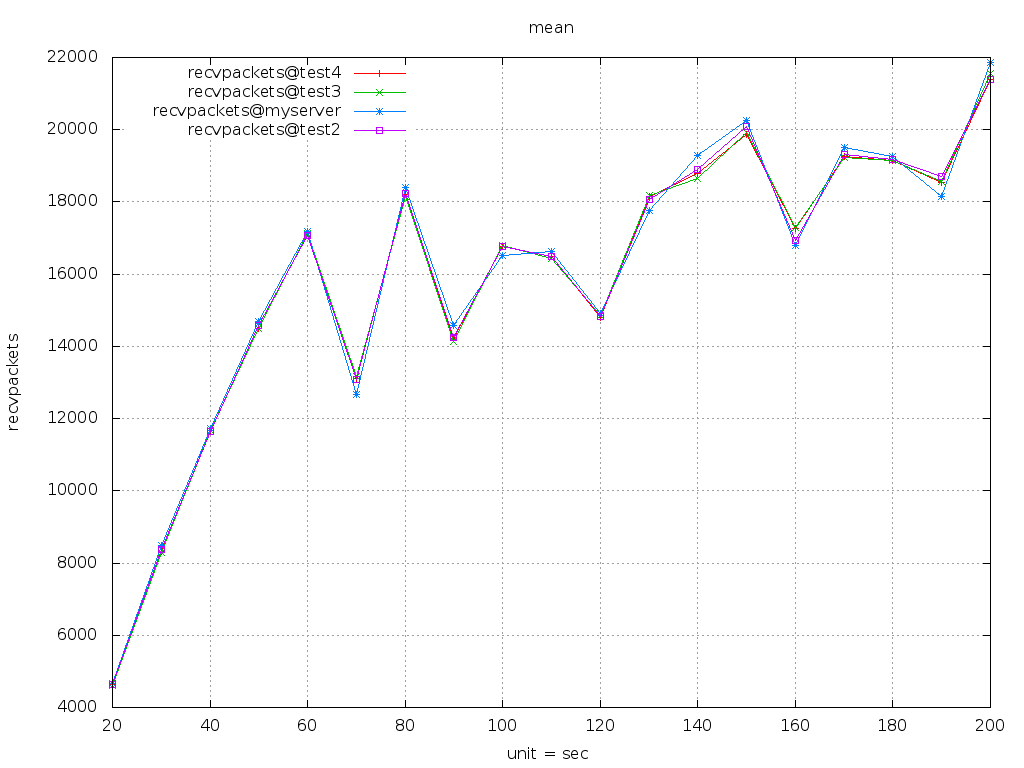 mean
22000
20000
18000
16000
14000
12000
10000
8000
6000
4000
recvpackets
recvpackets@test4
recvpackets@test3
recvpackets@myserver
recvpackets@test2
20 40 60 80 100 120 140 160 180 200
unit = sec